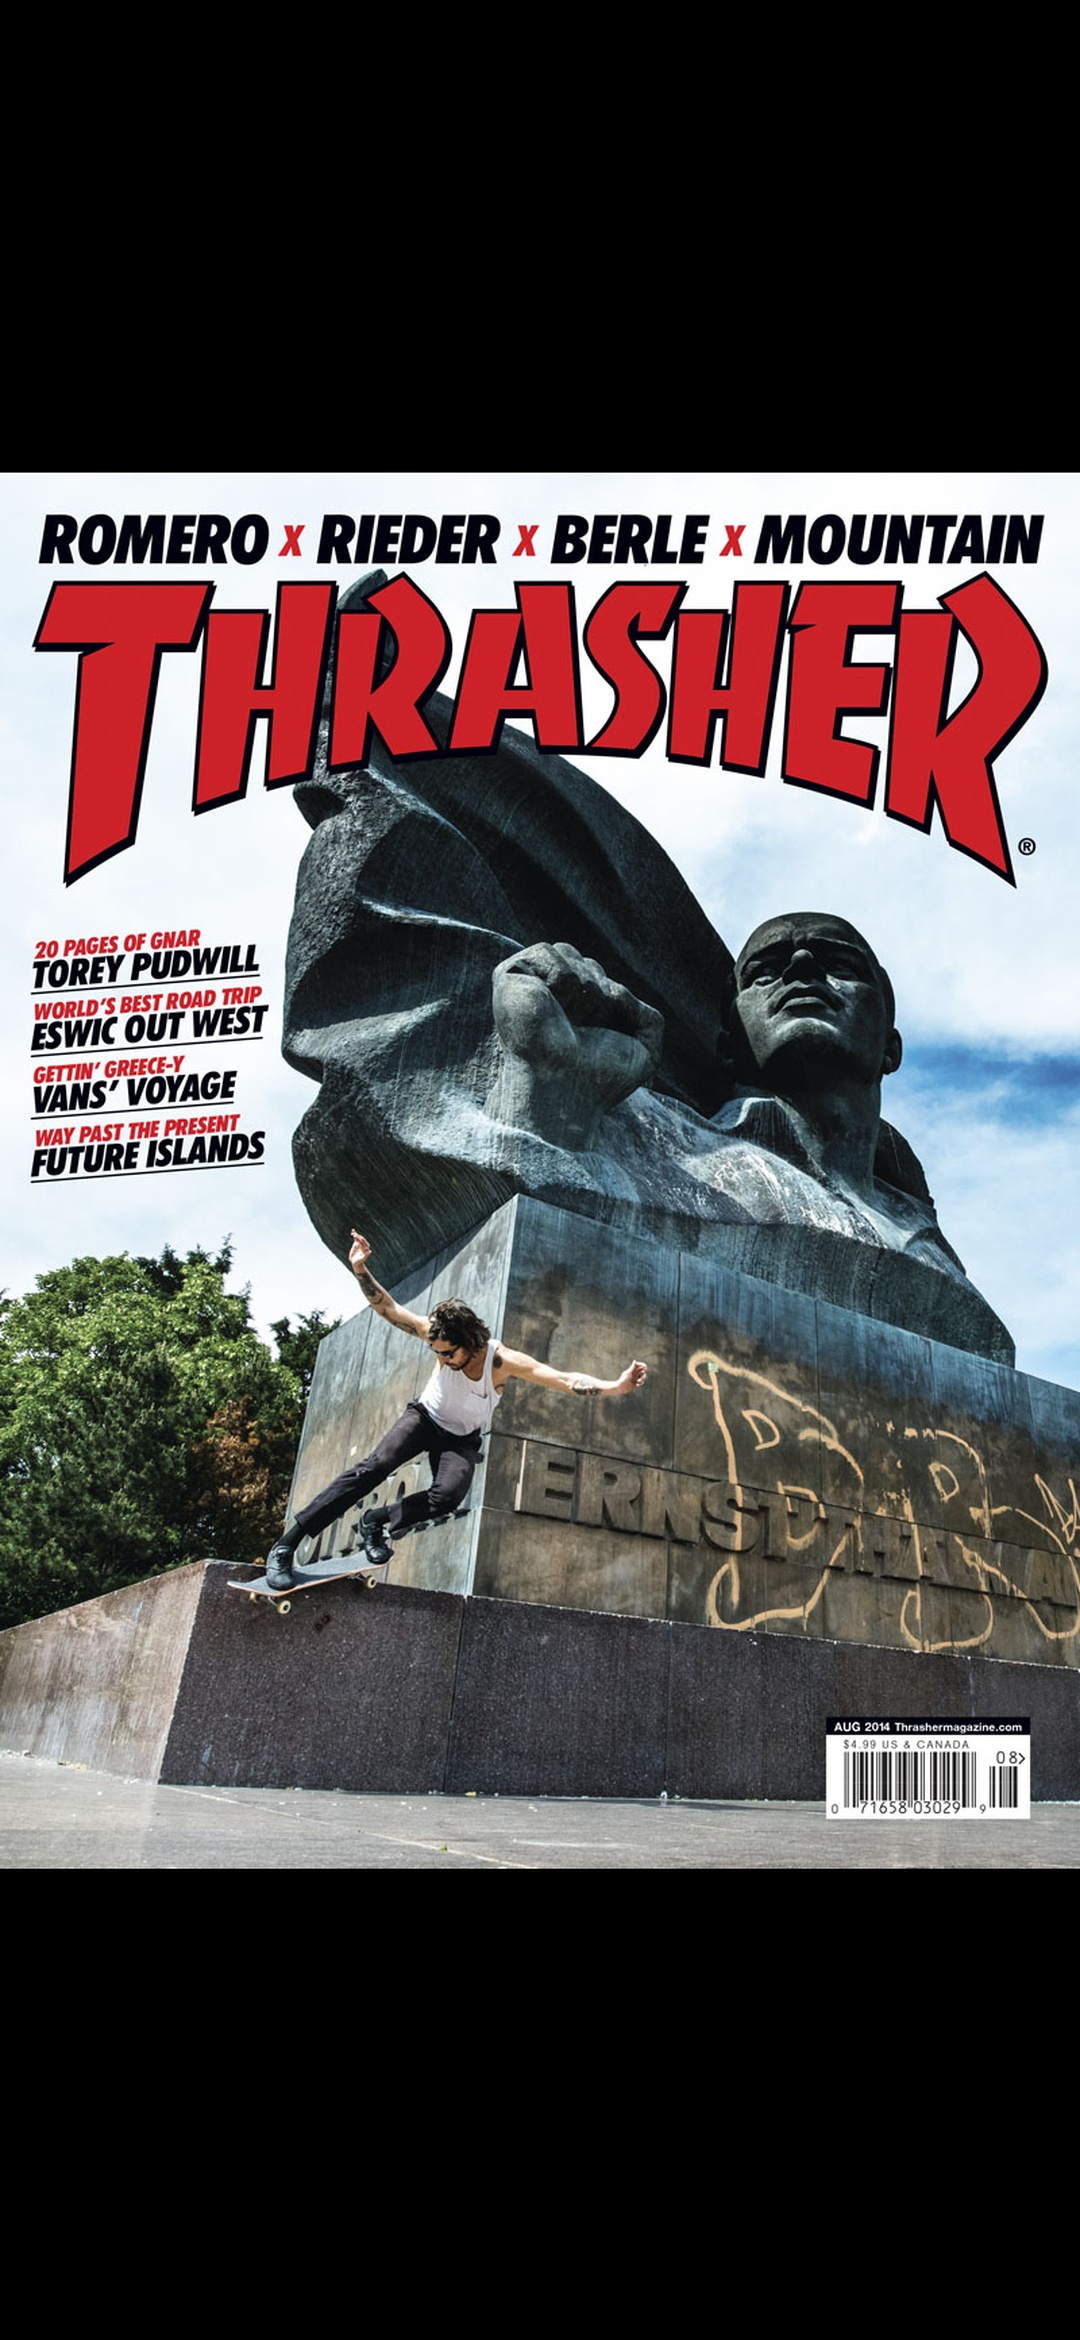 ROMERO x RIEDER x BERLE x MOUNTAIN
THRASHER®
20 PAGES OF GNAR
TOREY PUDWILL
WORLD'S BEST ROAD TRIP
ESWIC OUT WEST
GETTIN' GREECE-Y
VANS' VOYAGE
WAY PAST THE PRESENT
FUTURE ISLANDS
ERNST THÄLMA
AUG 2014 Thrashermagazine.com
$4.99 US & CANADA
08>
0 71658 03029 9